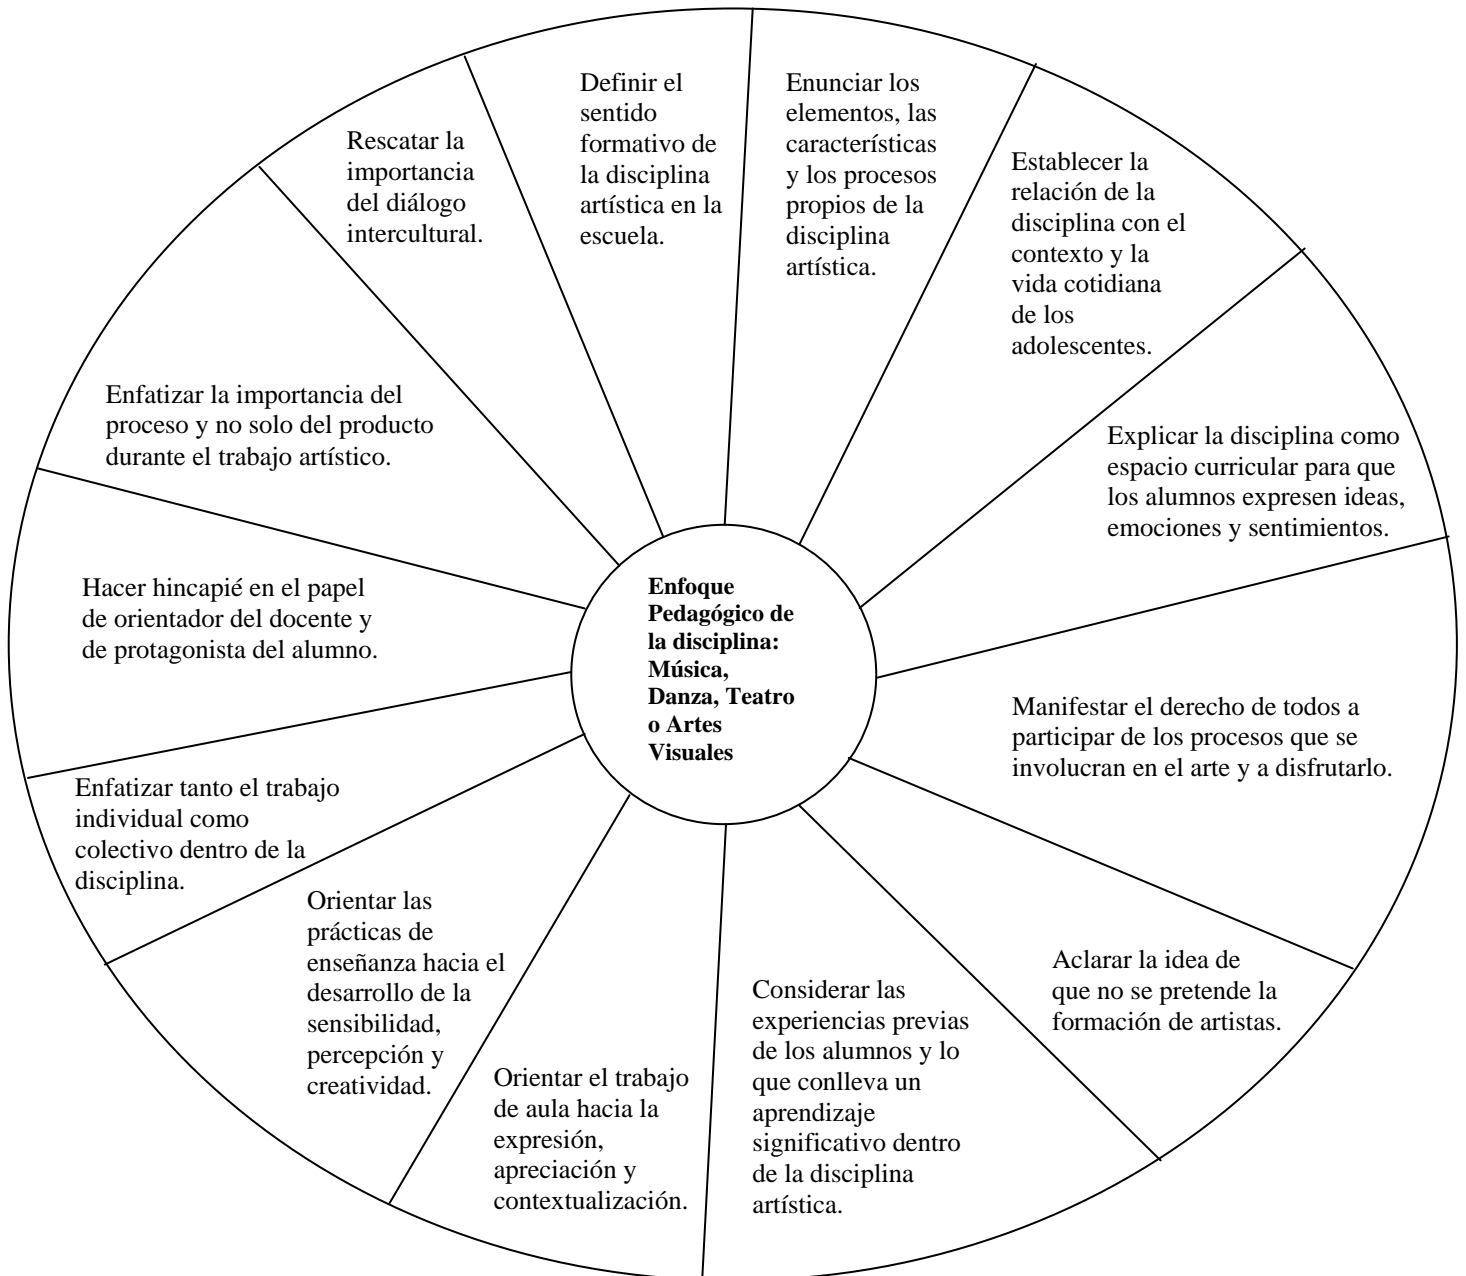 Definir el
sentido
formativo de
la disciplina
artística en la
escuela.
Enunciar los
elementos, las
características
y los procesos
propios de la
disciplina
artística.
Establecer la
relación de la
disciplina con el
contexto y la
vida cotidiana
de los
adolescentes.
Explicar la disciplina como
espacio curricular para que
los alumnos expresen ideas,
emociones y sentimientos.
Manifestar el derecho de todos a
participar de los procesos que se
involucran en el arte y a disfrutarlo.
Aclarar la idea de
que no se pretende la
formación de artistas.
Considerar las
experiencias previas
de los alumnos y lo
que conlleva un
aprendizaje
significativo dentro
de la disciplina
artística.
Orientar el trabajo
de aula hacia la
expresión,
apreciación y
contextualización.
Orientar las
prácticas de
enseñanza hacia el
desarrollo de la
sensibilidad,
percepción y
creatividad.
Enfatizar tanto el trabajo
individual como
colectivo dentro de la
disciplina.
Hacer hincapié en el papel
de orientador del docente y
de protagonista del alumno.
Enfatizar la importancia del
proceso y no solo del producto
durante el trabajo artístico.
Rescatar la
importancia
del diálogo
intercultural.
Enfoque
Pedagógico de
la disciplina:
Música,
Danza, Teatro
o Artes
Visuales